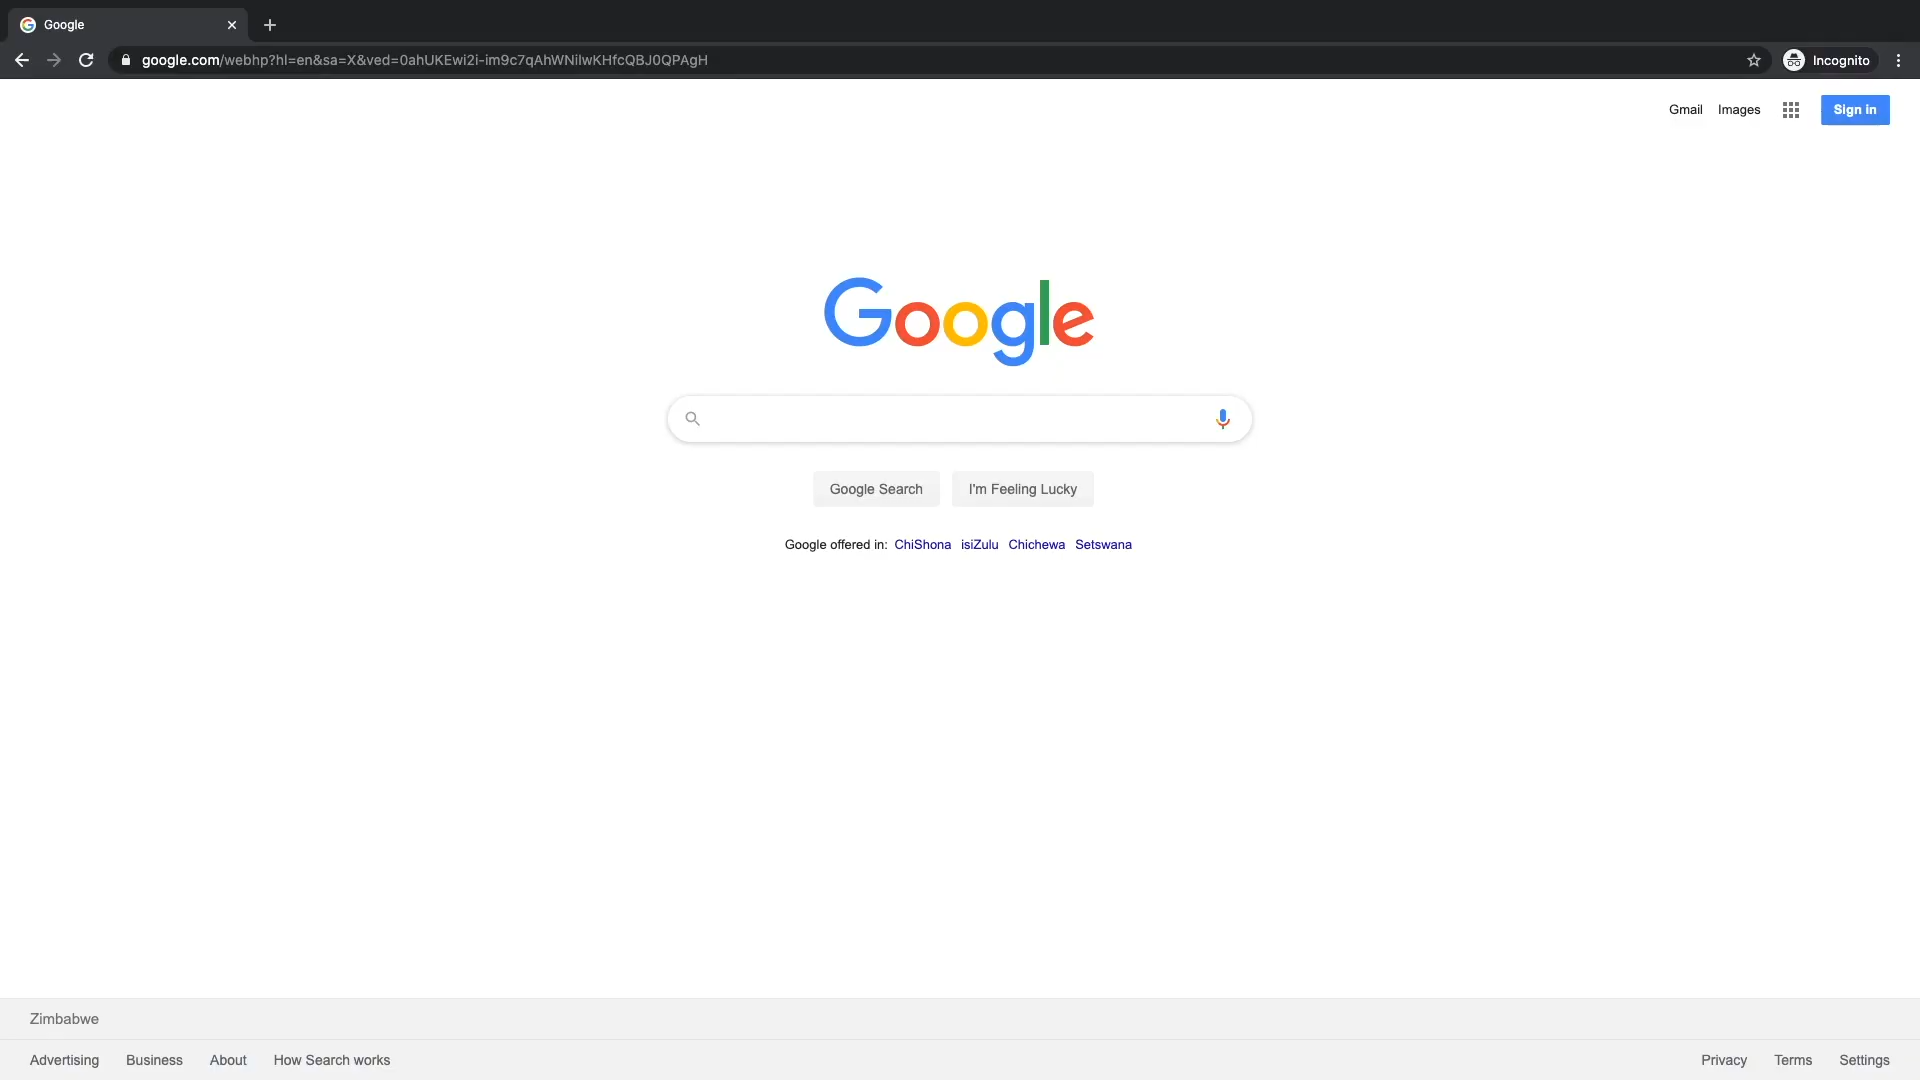 Google
google.com/webhp?hl=en&sa=X&ved=0ahUKEwi2i-im9c7qAhWNilwKHfcQBJ0QPAgH
Incognito
Gmail Images Sign in
Google
Google Search I'm Feeling Lucky
Google offered in: ChiShona isiZulu Chichewa Setswana
Zimbabwe
Advertising Business About How Search works Privacy Terms Settings